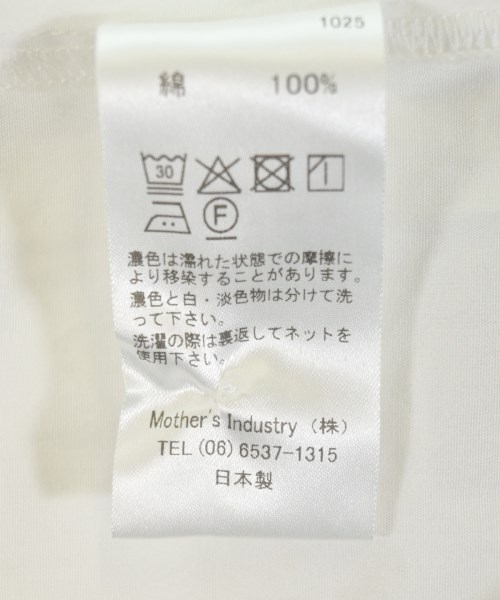 1025
綿 100%
30
F
濃色は濡れた状態での摩擦に
より移染することがあります。
濃色と白・淡色物は分けて洗
って下さい。
洗濯の際は裏返してネットを
使用下さい。
Mother's Industry (株)
TEL (06) 6537-1315
日本製